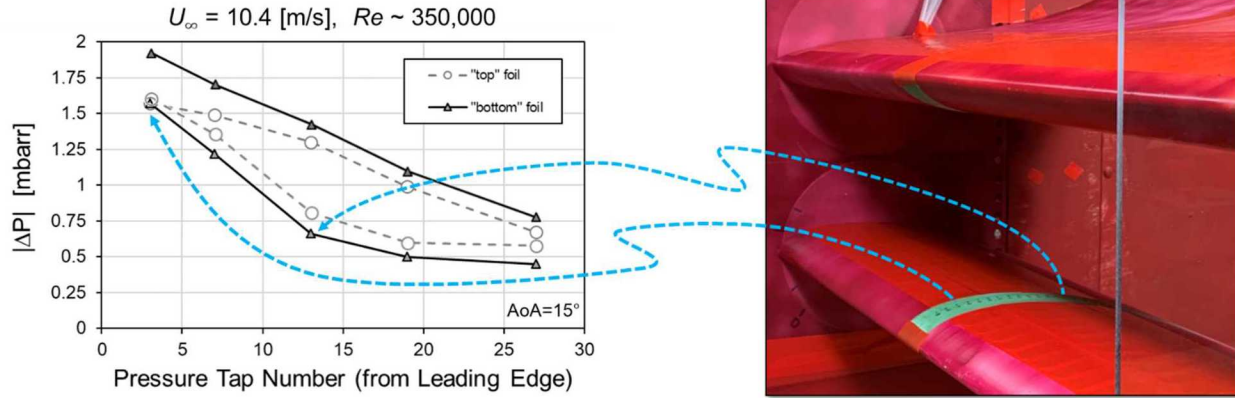 U∞ = 10.4 [m/s], Re ~ 350,000
2
1.75
1.5
1.25
1
0.75
0.5
0.25
0
|ΔP| [mbarr]
"top" foil
"bottom" foil
AoA=15°
0 5 10 15 20 25 30
Pressure Tap Number (from Leading Edge)